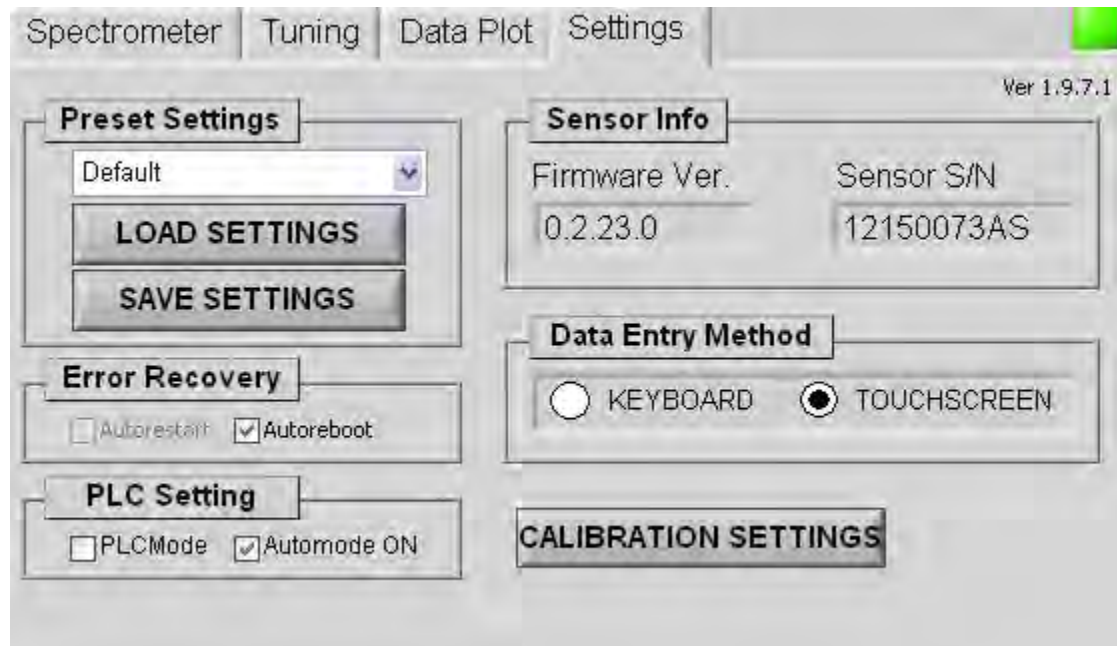 Spectrometer Tuning Data Plot Settings
Ver 1.9.7.1
Preset Settings
Default
LOAD SETTINGS
SAVE SETTINGS
Error Recovery
Autorestart Autoreboot
PLC Setting
PLCMode Automode ON
Sensor Info
Firmware Ver. Sensor S/N
0.2.23.0 12150073AS
Data Entry Method
KEYBOARD TOUCHSCREEN
CALIBRATION SETTINGS